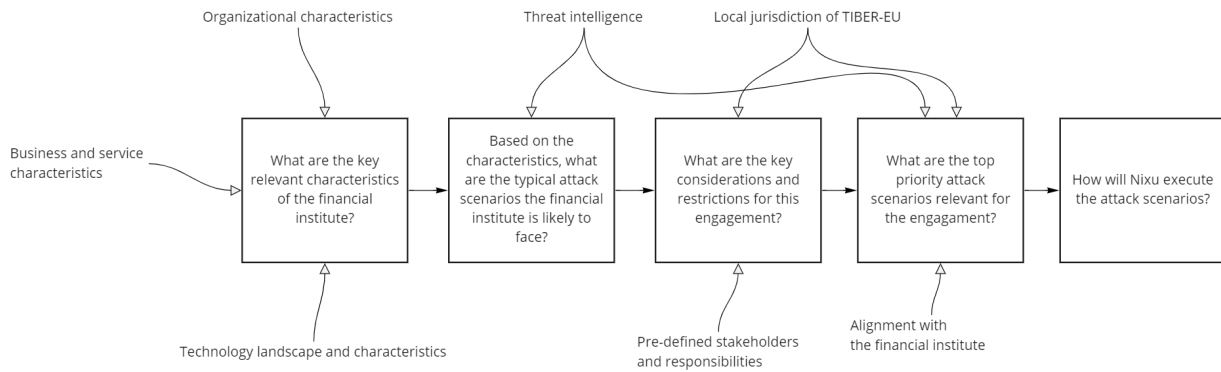 Organizational characteristics
Threat intelligence
Local jurisdiction of TIBER-EU
Business and service
characteristics
What are the key
relevant characteristics
of the financial
institute?
Based on the
characteristics, what
are the typical attack
scenarios the financial
institute is likely to
face?
What are the key
considerations and
restrictions for this
engagement?
What are the top
priority attack
scenarios relevant for
the engagament?
How will Nixu execute
the attack scenarios?
Technology landscape and characteristics
Pre-defined stakeholders
and responsibilities
Alignment with
the financial institute